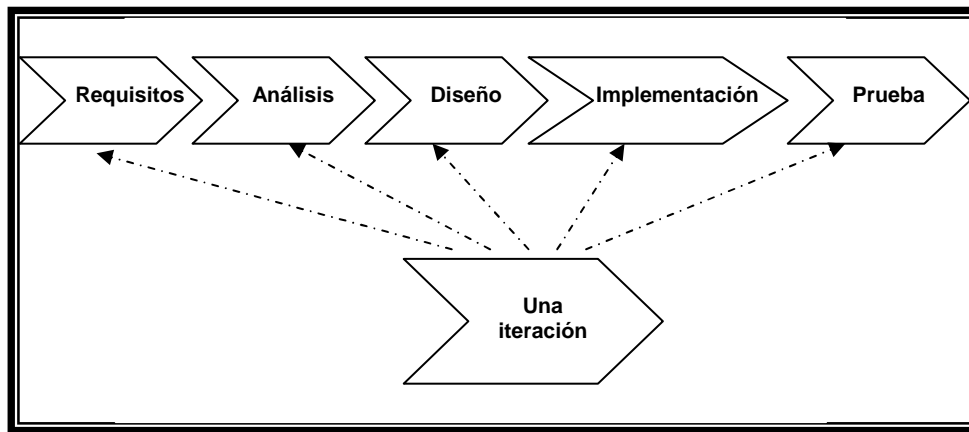 Requisitos
Análisis
Diseño
Implementación
Prueba
Una
iteración